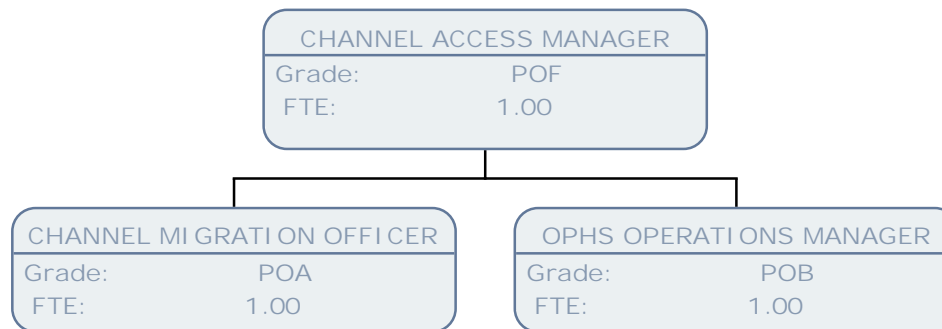 CHANNEL ACCESS MANAGER
Grade: POF
FTE: 1.00
CHANNEL MIGRATION OFFICER
Grade: POA
FTE: 1.00
OPHS OPERATIONS MANAGER
Grade: POB
FTE: 1.00